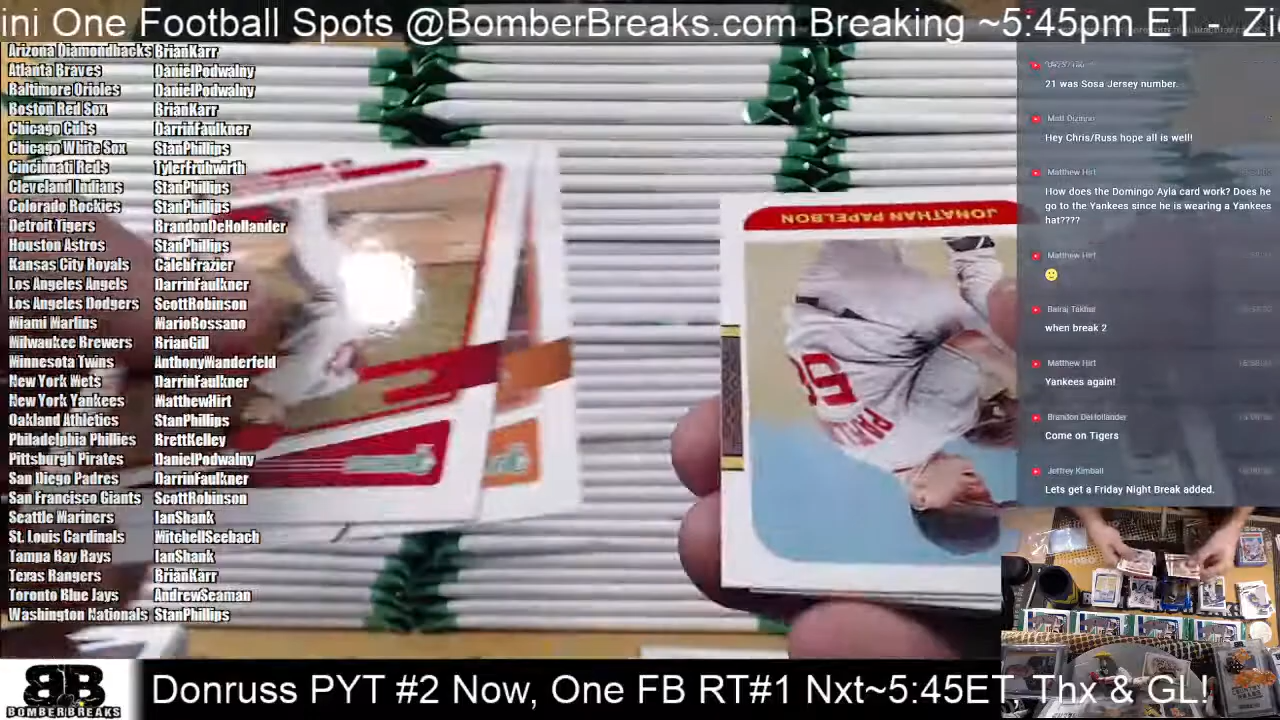 ini One Football Spots @BomberBreaks.com Breaking ~5:45pm ET - Zi
Arizona Diamondbacks BrianKarr
Atlanta Braves DanielPodwalny
Baltimore Orioles DanielPodwalny
Boston Red Sox BrianKarr
Chicago Cubs DarrinFaulkner
Chicago White Sox StanPhillips
Cincinnati Reds TylerFruhwirth
Cleveland Indians StanPhillips
Colorado Rockies StanPhillips
Detroit Tigers BrandonDeHollander
Houston Astros StanPhillips
Kansas City Royals CalebFrazier
Los Angeles Angels DarrinFaulkner
Los Angeles Dodgers ScottRobinson
Miami Marlins MarioRossano
Milwaukee Brewers BrianGill
Minnesota Twins AnthonyWanderfeld
New York Mets DarrinFaulkner
New York Yankees MatthewHirt
Oakland Athletics StanPhillips
Philadelphia Phillies BrettKelley
Pittsburgh Pirates DanielPodwalny
San Diego Padres DarrinFaulkner
San Francisco Giants ScottRobinson
Seattle Mariners IanShank
St. Louis Cardinals MitchellSeebach
Tampa Bay Rays IanShank
Texas Rangers BrianKarr
Toronto Blue Jays AndrewSeaman
Washington Nationals StanPhillips
JONATHAN PAPELBON
21 was Sosa Jersey number.
Matt
Hey Chris/Russ hope all is well!
Matthew Hirt
How does the Domingo Ayla card work? Does he
go to the Yankees since he is wearing a Yankees
hat????
Matthew Hirt
Balraj Takhar
when break 2
Matthew Hirt
Yankees again!
Brandon DeHollander
Come on Tigers
Jeffrey Kimball
Lets get a Friday Night Break added.
BB
BOMBERBREAKS
Donruss PYT #2 Now, One FB RT#1 Nxt~5:45ET Thx & GL!